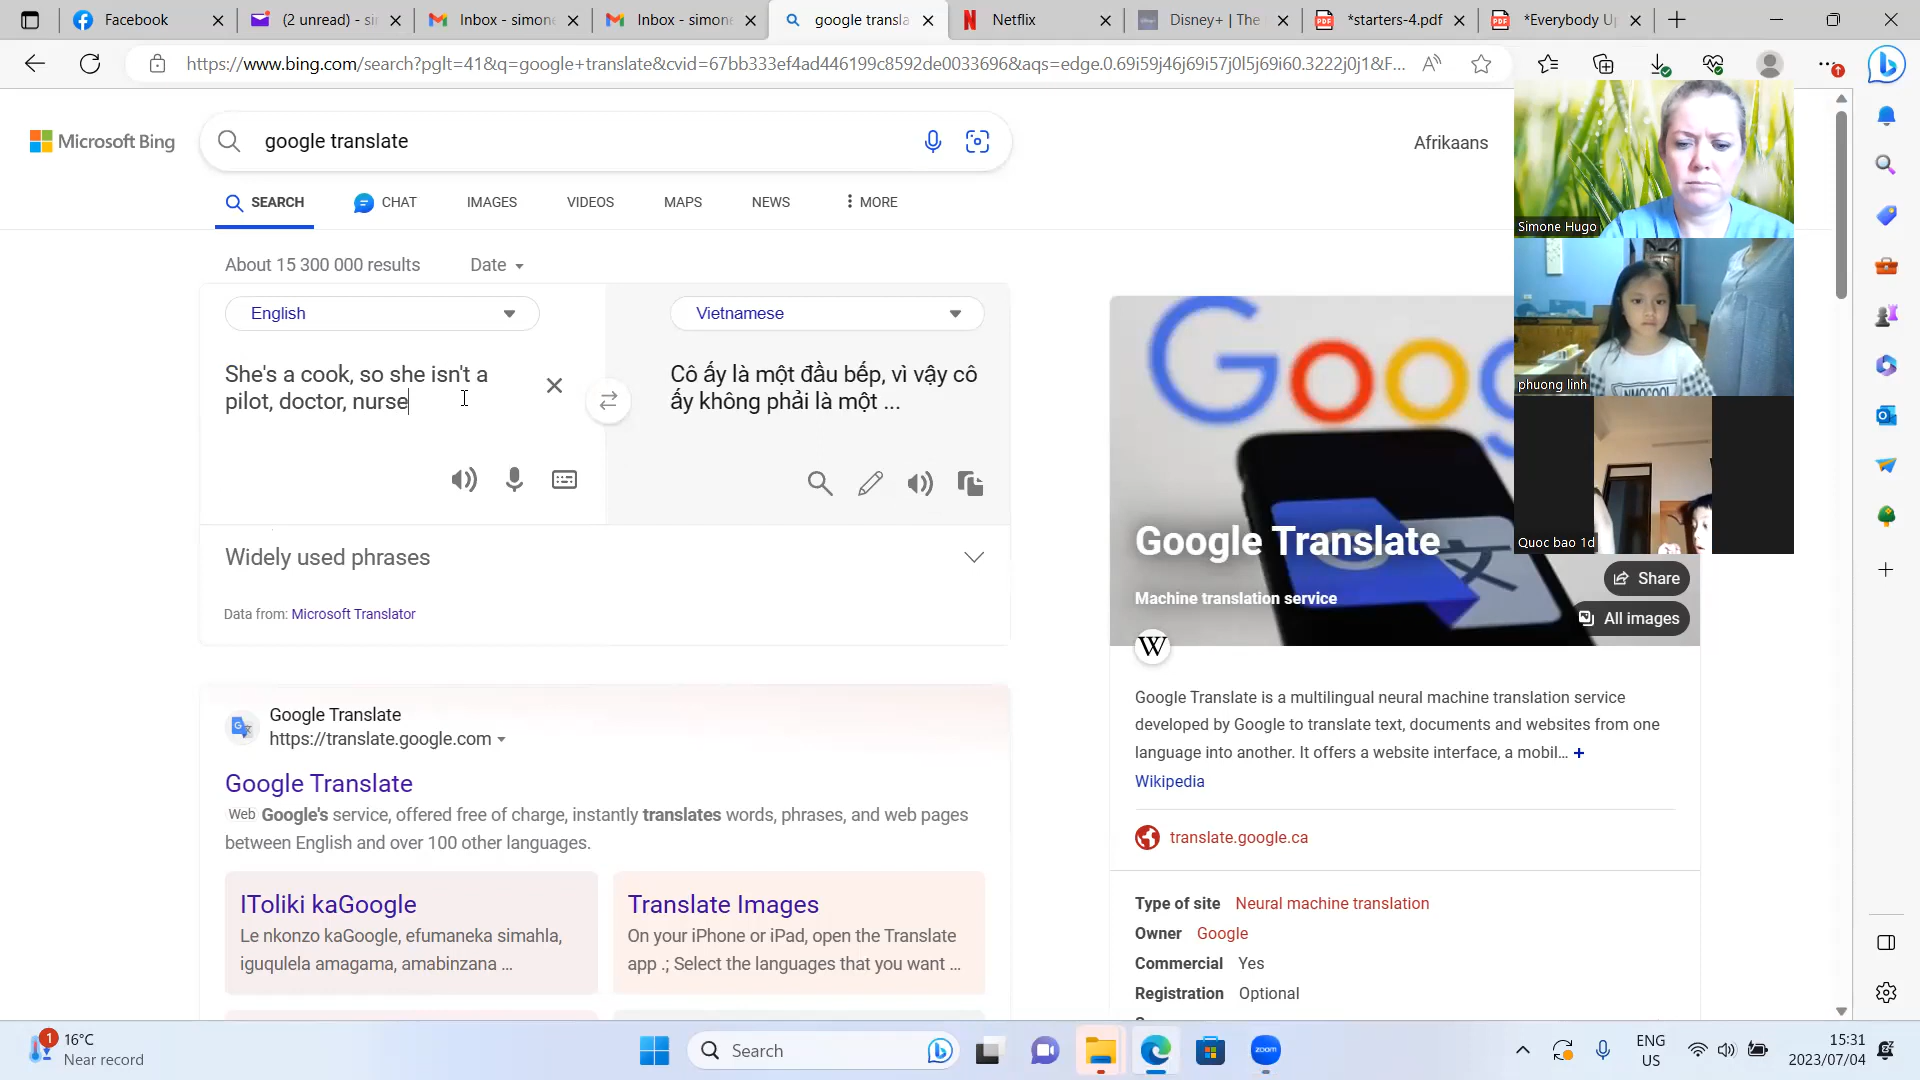 Facebook
(2 unread) - si
Inbox - simone
Inbox - simone
google transla
Netflix
Disney+ | The
*starters-4.pdf
*Everybody Up
https://www.bing.com/search?pglt=41&q=google+translate&cvid=67bb333ef4ad446199c8592de0033696&aqs=edge.0.69i59j46j69i57j0l5j69i60.3222j0j1&F...
Microsoft Bing
google translate
Afrikaans
SEARCH
CHAT
IMAGES
VIDEOS
MAPS
NEWS
MORE
Simone Hugo
About 15 300 000 results
Date
English
Vietnamese
She's a cook, so she isn't a
pilot, doctor, nurse
Cô ấy là một đầu bếp, vì vậy cô
ấy không phải là một ...
phuong linh
Quoc bao 1d
Widely used phrases
Data from: Microsoft Translator
Goog
Google Translate
Machine translation service
Share
All images
W
Google Translate is a multilingual neural machine translation service
developed by Google to translate text, documents and websites from one
language into another. It offers a website interface, a mobil... +
Wikipedia
translate.google.ca
Type of site Neural machine translation
Owner Google
Commercial Yes
Registration Optional
Google Translate
https://translate.google.com
Google Translate
Web Google's service, offered free of charge, instantly translates words, phrases, and web pages
between English and over 100 other languages.
IToliki kaGoogle
Le nkonzo kaGoogle, efumaneka simahla,
iguqulela amagama, amabinzana ...
Translate Images
On your iPhone or iPad, open the Translate
app .; Select the languages that you want ...
1
16°C
Near record
Search
zoom
ENG
US
15:31
2023/07/04